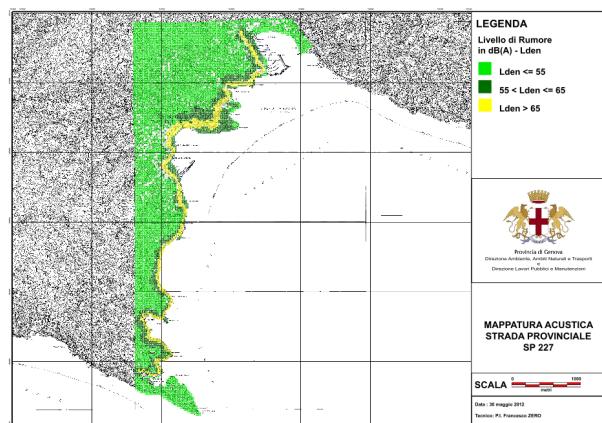 LEGENDA
Livello di Rumore
in dB(A) - Lden
Lden <= 55
55 < Lden <= 65
Lden > 65
Provincia di Genova
Direzione Ambiente, Ambiti Naturali e Trasporti
e
Direzione Lavori Pubblici e Manutenzioni
MAPPATURA ACUSTICA
STRADA PROVINCIALE
SP 227
SCALA
0 1000
metri
Data : 30 maggio 2012
Tecnico: P.I. Francesco ZERO